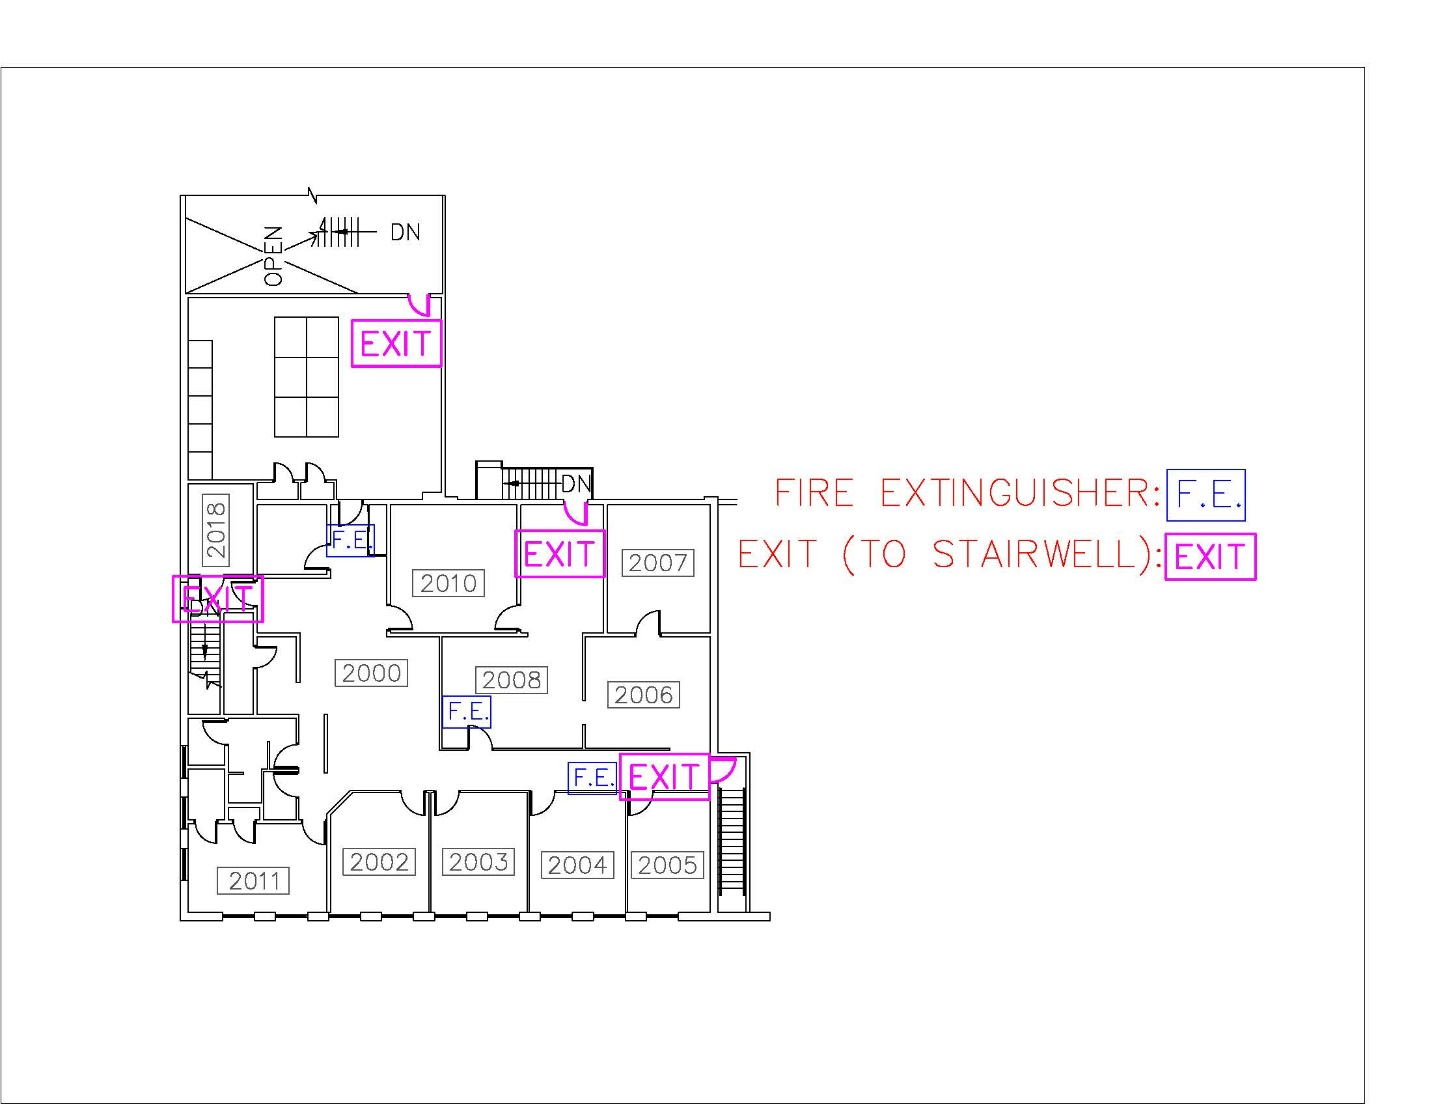 DN
OPEN
EXIT
DN
FIRE EXTINGUISHER: F.E.
2018
F.E.
EXIT
2007
EXIT (TO STAIRWELL): EXIT
2010
EXIT
2000
2008
2006
F.E.
F.E.
EXIT
2011
2002
2003
2004
2005